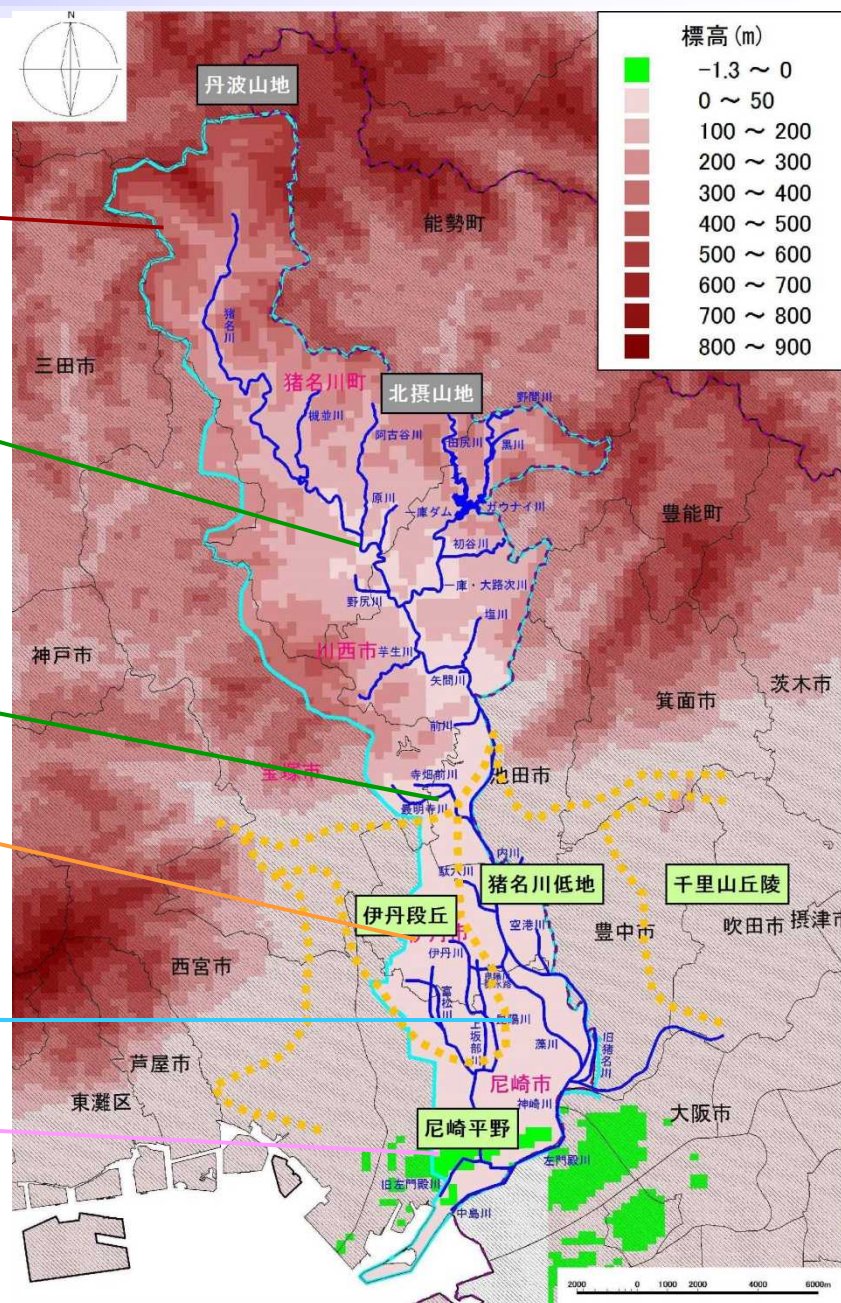 N
標高(m)
-1.3 ～ 0
0 ～ 50
100 ～ 200
200 ～ 300
300 ～ 400
400 ～ 500
500 ～ 600
600 ～ 700
700 ～ 800
800 ～ 900
丹波山地
能勢町
猪名川
三田市
猪名川町
北摂山地
野間川
槻並川
阿古谷川
田尻川
黒川
原川
一庫ダム
ガウナイ川
豊能町
初谷川
一庫・大路次川
野尻川
塩川
神戸市
川西市
芋生川
矢問川
茨木市
箕面市
前川
宝塚市
寺畑前川
池田市
最明寺川
内川
駄六川
猪名川低地
千里山丘陵
伊丹段丘
伊丹市
空港川
豊中市
吹田市
摂津市
伊丹川
西宮市
富松川
昆陽川
上坂部川
藻川
旧猪名川
芦屋市
尼崎市
東灘区
神崎川
大阪市
尼崎平野
左門殿川
旧左門殿川
中島川
2000 0 1000 2000 4000 6000m